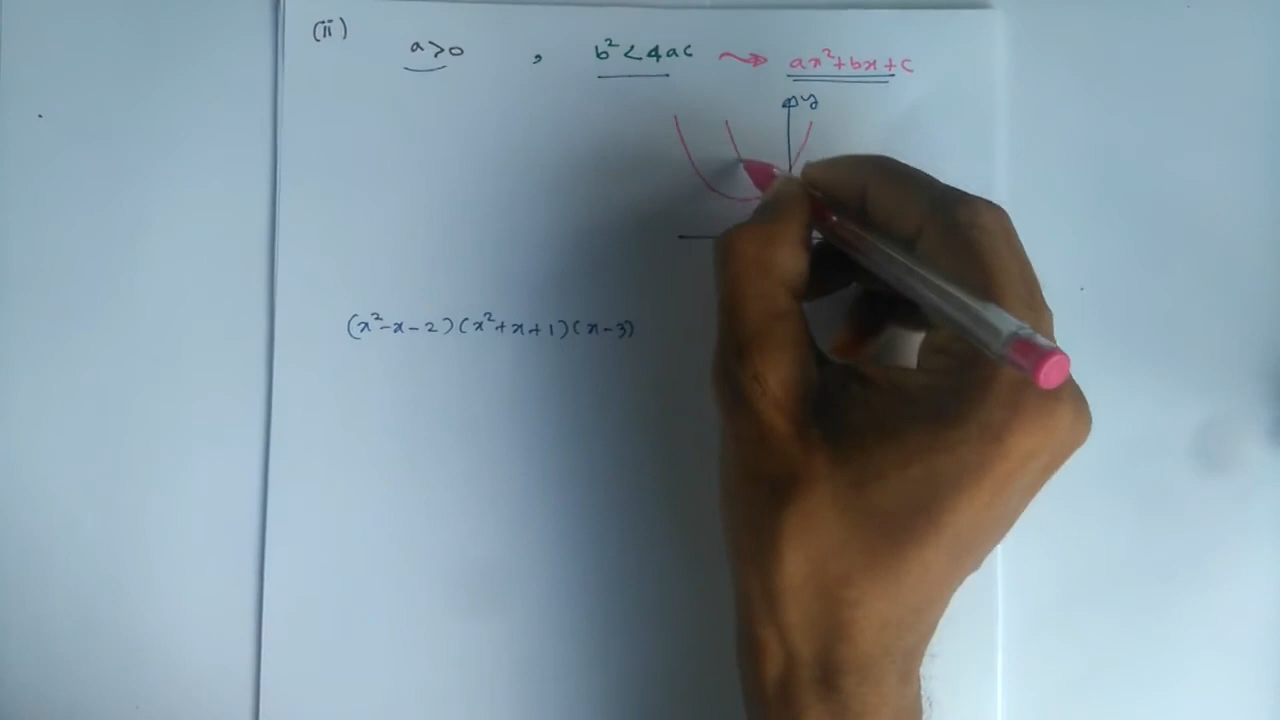 (ii)
a>0 , b²<4ac ⇝ ax²+bx+c
y
(x²-x-2)(x²+x+1)(x-3)